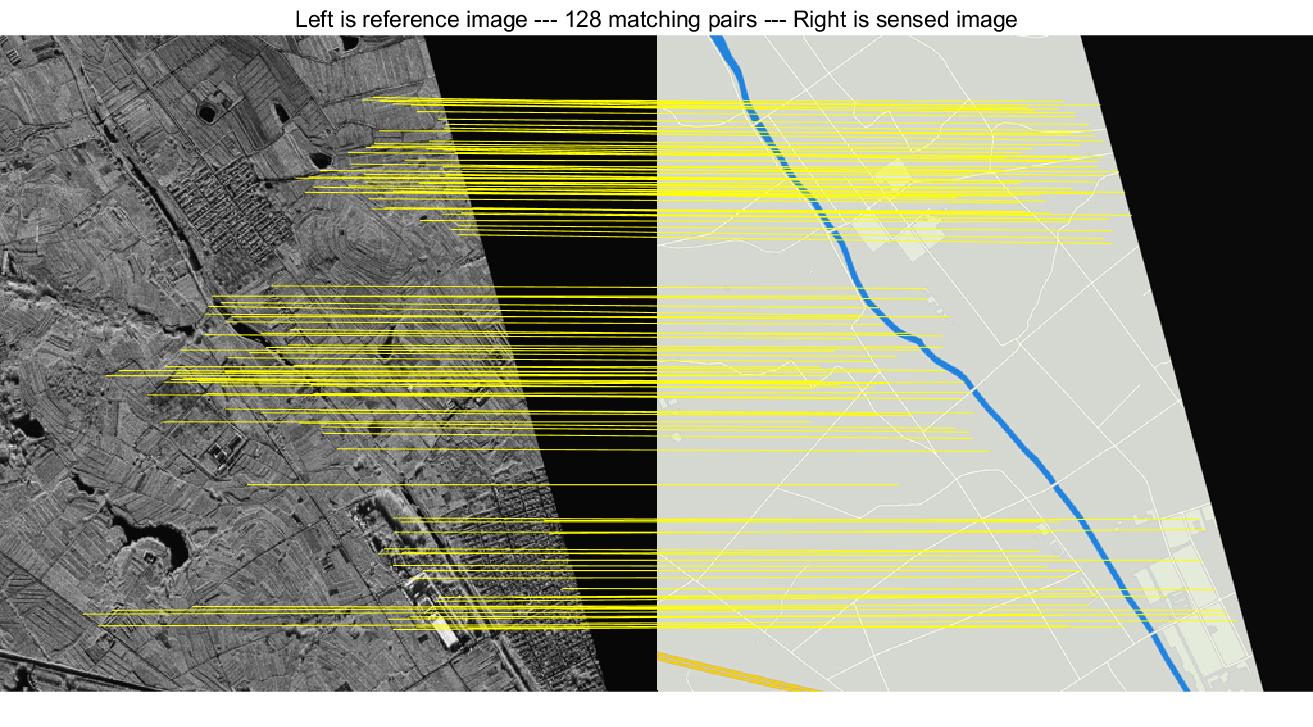 Left is reference image --- 128 matching pairs --- Right is sensed image